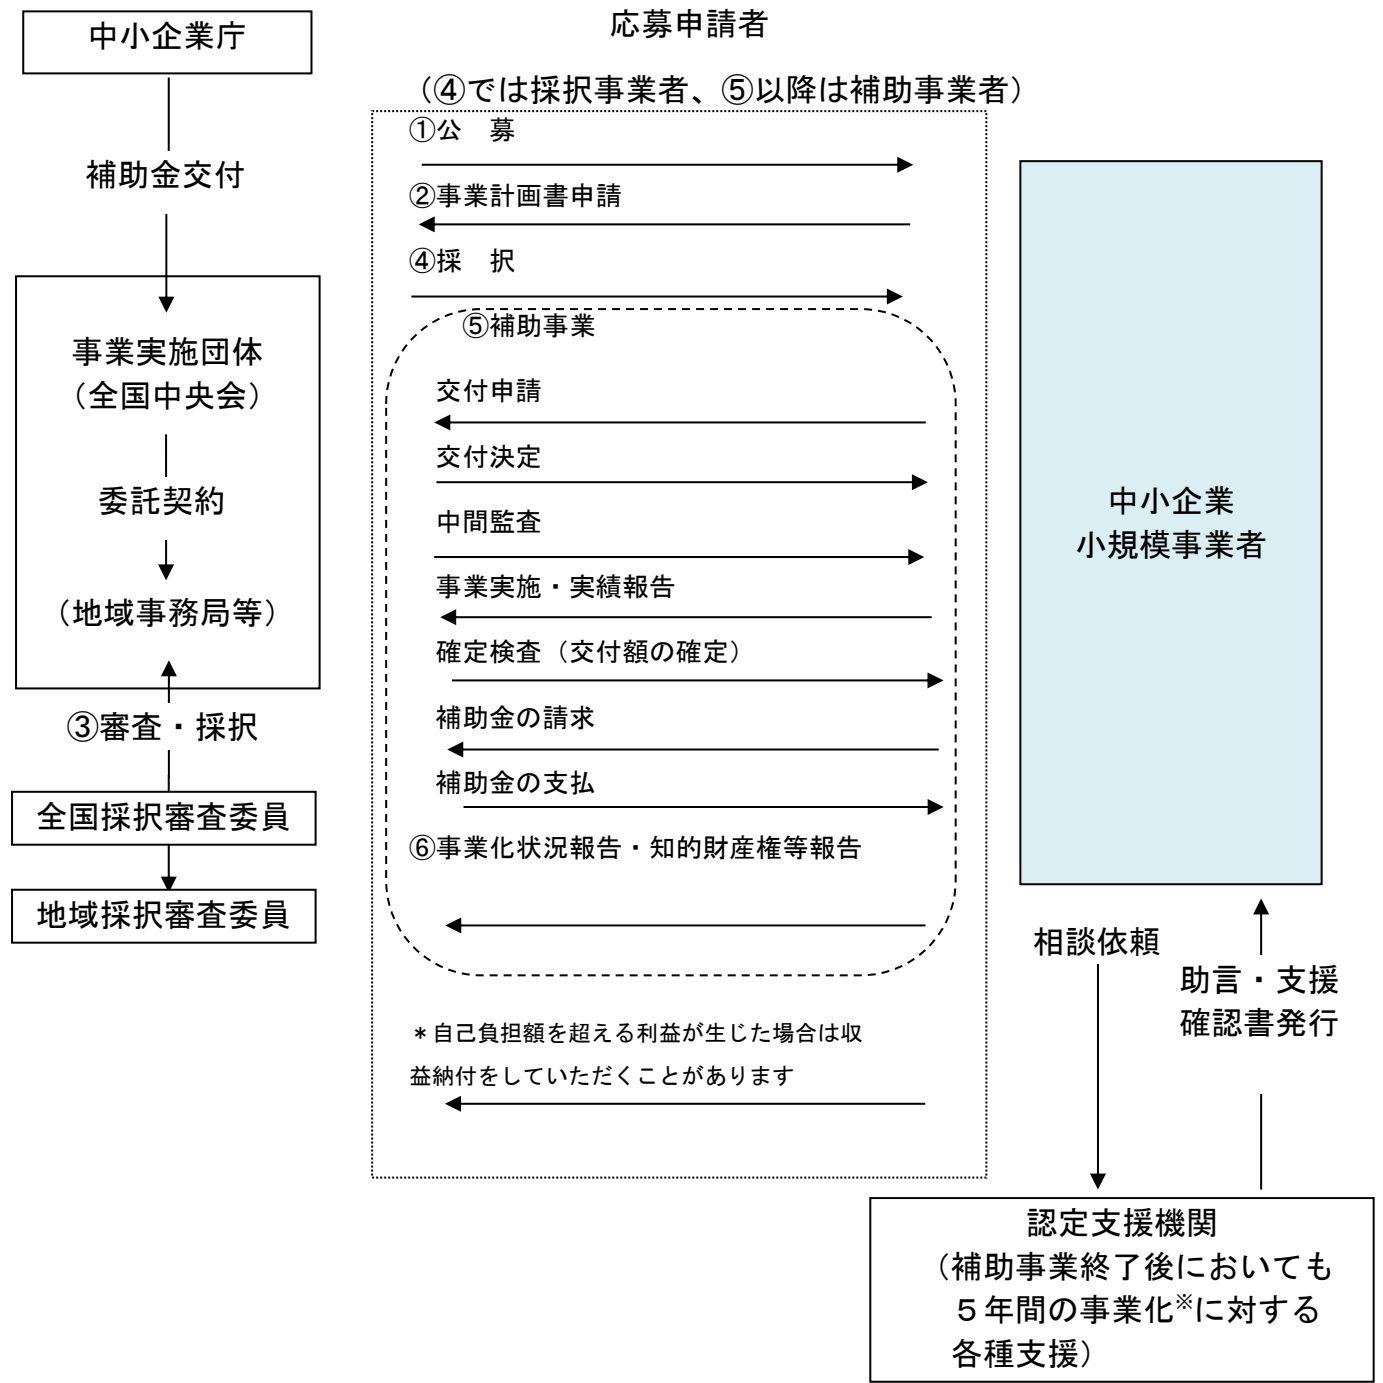 中小企業庁
補助金交付
事業実施団体
（全国中央会）
委託契約
（地域事務局等）
③審査・採択
全国採択審査委員
地域採択審査委員
応募申請者
（④では採択事業者、⑤以降は補助事業者）
①公　募
②事業計画書申請
④採　択
⑤補助事業
交付申請
交付決定
中間監査
事業実施・実績報告
確定検査（交付額の確定）
補助金の請求
補助金の支払
⑥事業化状況報告・知的財産権等報告
＊自己負担額を超える利益が生じた場合は収
益納付をしていただくことがあります
中小企業
小規模事業者
相談依頼
助言・支援
確認書発行
認定支援機関
（補助事業終了後においても
５年間の事業化※に対する
各種支援）